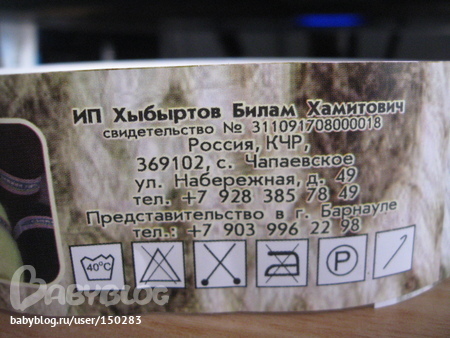 ИП Хыбыртов Билам Хамитович
свидетельство № 311091708000018
Россия, КЧР,
369102, с. Чапаевское
ул. Набережная, д. 49
тел. +7 928 385 78 49
Представительство в г. Барнауле
тел.: +7 903 996 22 98
40°C P
BABYBLOG
babyblog.ru/user/150283